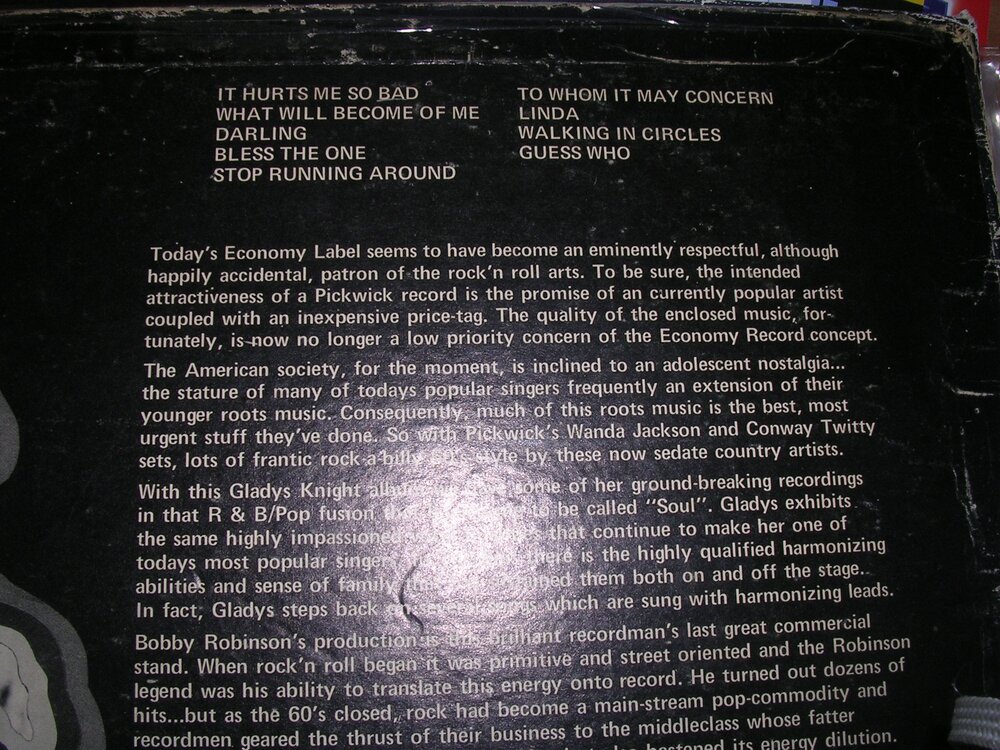 IT HURTS ME SO BAD
WHAT WILL BECOME OF ME
DARLING
BLESS THE ONE
STOP RUNNING AROUND
TO WHOM IT MAY CONCERN
LINDA
WALKING IN CIRCLES
GUESS WHO
Today's Economy Label seems to have become an eminently respectful, although
happily accidental, patron of the rock'n roll arts. To be sure, the intended
attractiveness of a Pickwick record is the promise of an currently popular artist
coupled with an inexpensive price-tag. The quality of the enclosed music, for-
tunately, is now no longer a low priority concern of the Economy Record concept.
The American society, for the moment, is inclined to an adolescent nostalgia...
the stature of many of todays popular singers frequently an extension of their
younger roots music. Consequently, much of this roots music is the best, most
urgent stuff they've done. So with Pickwick's Wanda Jackson and Conway Twitty
sets, lots of frantic rock-a-billy 50's style by these now sedate country artists.
With this Gladys Knight album some of her ground-breaking recordings
in that R & B/Pop fusion to be called "Soul". Gladys exhibits
the same highly impassioned that continue to make her one of
todays most popular singer there is the highly qualified harmonizing
abilities and sense of family them both on and off the stage.
In fact, Gladys steps back on several songs which are sung with harmonizing leads.
Bobby Robinson's production is this brilliant recordman's last great commercial
stand. When rock'n roll began it was primitive and street oriented and the Robinson
legend was his ability to translate this energy onto record. He turned out dozens of
hits...but as the 60's closed, rock had become a main-stream pop-commodity and
recordmen geared the thrust of their business to the middleclass whose fatter
hastened its energy dilution.